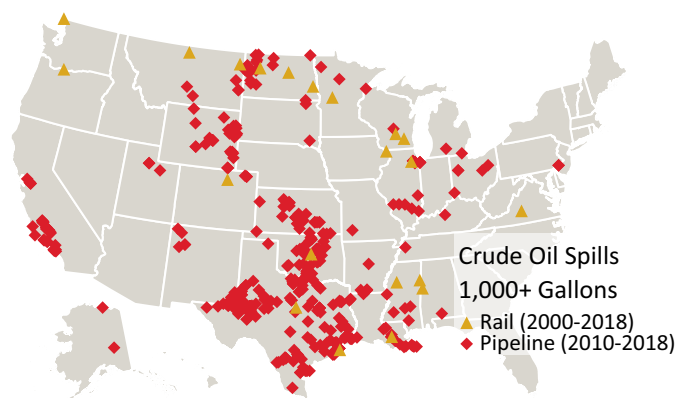 Crude Oil Spills
1,000+ Gallons
Rail (2000-2018)
Pipeline (2010-2018)